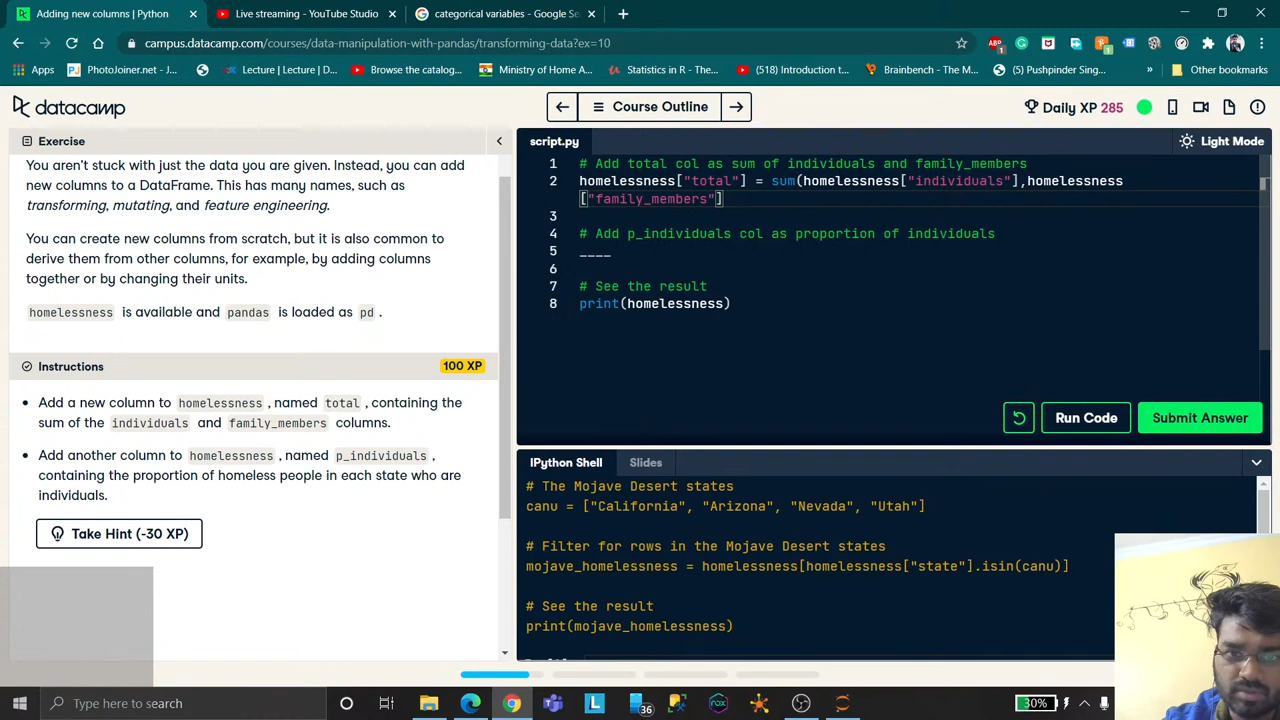 Adding new columns | Python
Live streaming - YouTube Studio
categorical variables - Google Se
campus.datacamp.com/courses/data-manipulation-with-pandas/transforming-data?ex=10
Apps
PhotoJoiner.net - J...
Lecture | Lecture | D...
Browse the catalog...
Ministry of Home A...
Statistics in R - The...
(518) Introduction t...
Brainbench - The M...
(5) Pushpinder Sing...
»
Other bookmarks
datacamp
Course Outline
Daily XP 285
Exercise
You aren't stuck with just the data you are given. Instead, you can add
new columns to a DataFrame. This has many names, such as
transforming, mutating, and feature engineering.
You can create new columns from scratch, but it is also common to
derive them from other columns, for example, by adding columns
together or by changing their units.
homelessness is available and pandas is loaded as pd .
Instructions
100 XP
Add a new column to homelessness , named total , containing the
sum of the individuals and family_members columns.
Add another column to homelessness , named p_individuals ,
containing the proportion of homeless people in each state who are
individuals.
Take Hint (-30 XP)
script.py
Light Mode
1 # Add total col as sum of individuals and family_members
2 homelessness["total"] = sum(homelessness["individuals"],homelessness
["family_members"]
3
4 # Add p_individuals col as proportion of individuals
5 ____
6
7 # See the result
8 print(homelessness)
Run Code
Submit Answer
IPython Shell
Slides
# The Mojave Desert states
canu = ["California", "Arizona", "Nevada", "Utah"]
# Filter for rows in the Mojave Desert states
mojave_homelessness = homelessness[homelessness["state"].isin(canu)]
# See the result
print(mojave_homelessness)
Type here to search
36
30%